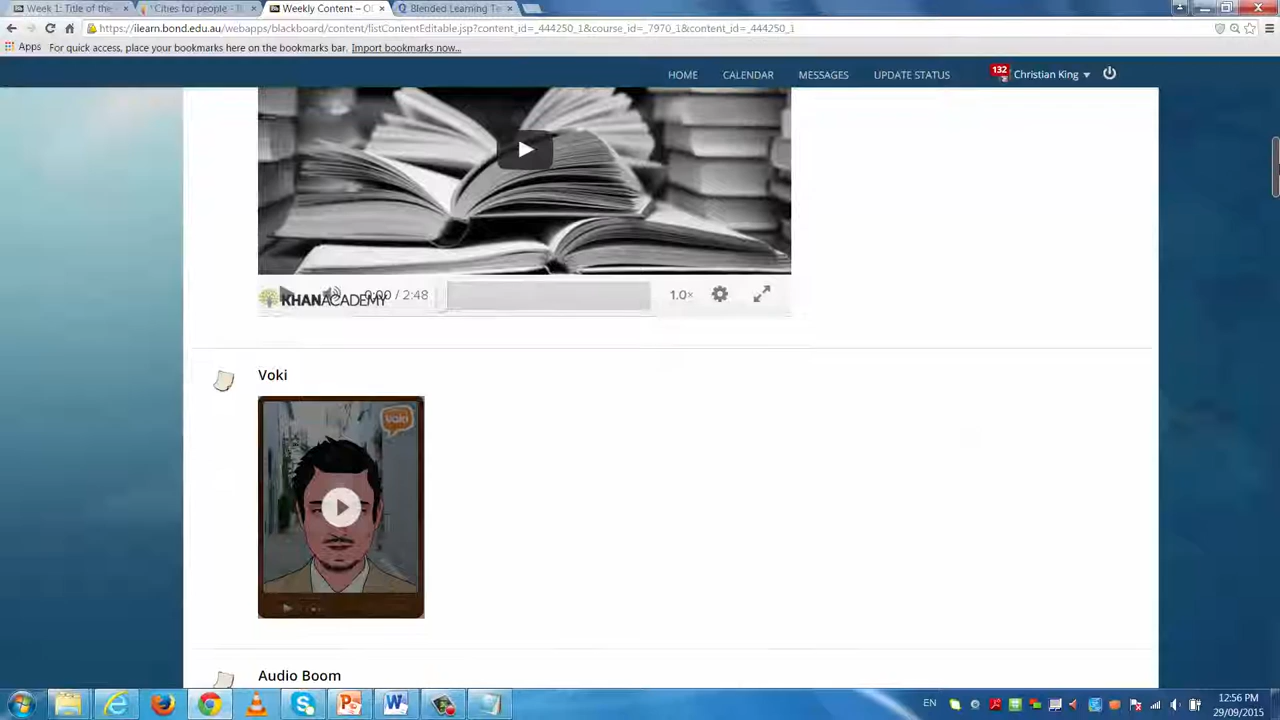 Week 1: Title of the
Cities for people - Tl
Weekly Content – Ol
Blended Learning Te
https://ilearn.bond.edu.au/webapps/blackboard/content/listContentEditable.jsp?content_id=_444250_1&course_id=_7970_1&content_id=_444250_1
Apps For quick access, place your bookmarks here on the bookmarks bar. Import bookmarks now...
HOME CALENDAR MESSAGES UPDATE STATUS 132 Christian King
KHANACADEMY 0:00 / 2:48 1.0×
Voki
voki
Audio Boom
EN 12:56 PM
29/09/2015